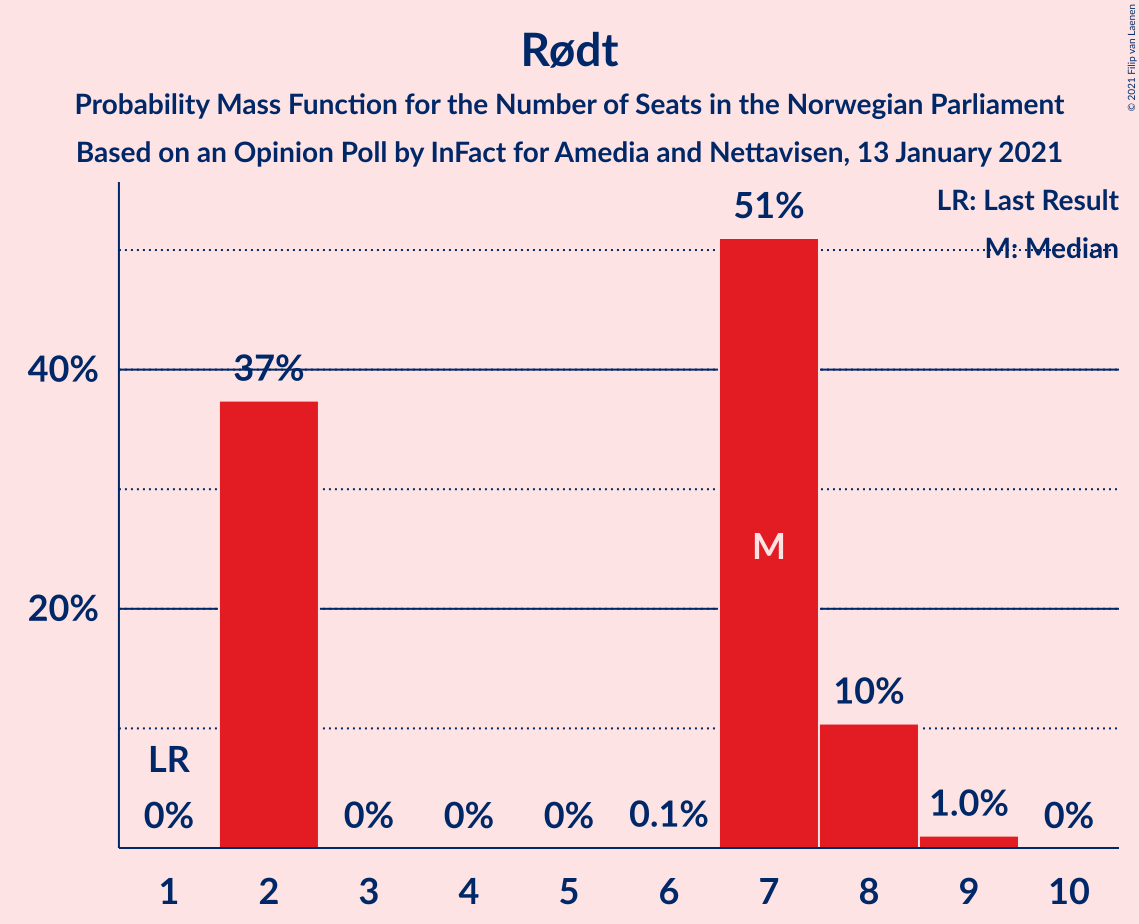 Rødt
Probability Mass Function for the Number of Seats in the Norwegian Parliament
Based on an Opinion Poll by InFact for Amedia and Nettavisen, 13 January 2021
© 2021 Filip van Laenen
LR: Last Result
M: Median
51%
40%
37%
M
20%
10%
LR
0%
0%
0%
0%
0.1%
1.0%
0%
1 2 3 4 5 6 7 8 9 10